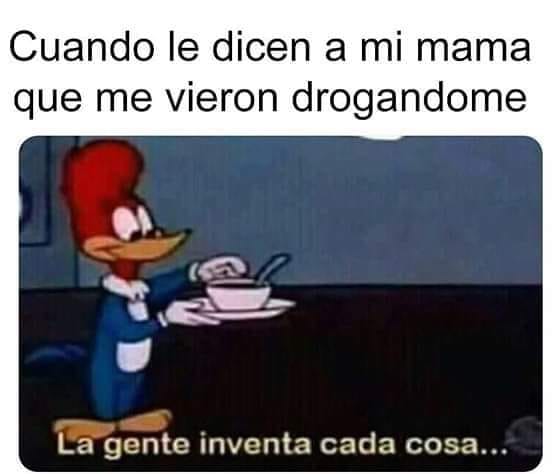 Cuando le dicen a mi mama
que me vieron drogandome
La gente inventa cada cosa...